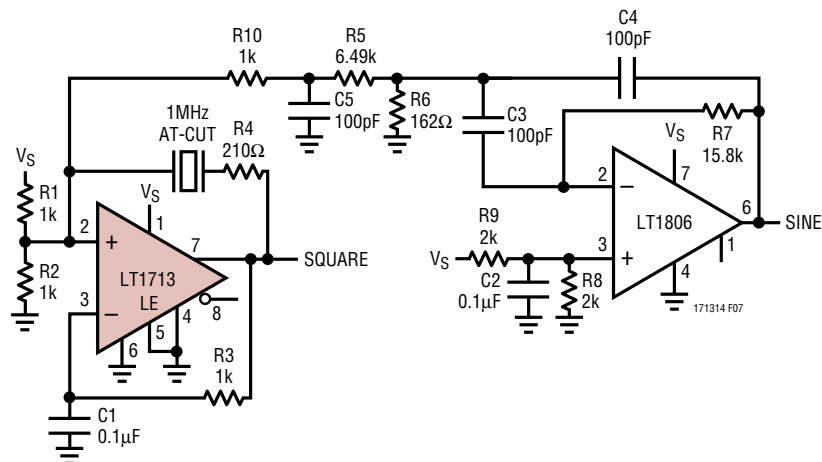 C4
100pF
R10
1k
R5
6.49k
C5
100pF
R6
162Ω
C3
100pF
R7
15.8k
1MHz
AT-CUT
R4
210Ω
VS
R1
1k
R2
1k
VS
1
2
+
3
–
LT1713
LE
7
8
4
5
6
SQUARE
R3
1k
C1
0.1µF
VS
7
2
–
LT1806
6
SINE
3
+
1
4
R9
2k
VS
C2
0.1µF
R8
2k
171314 F07